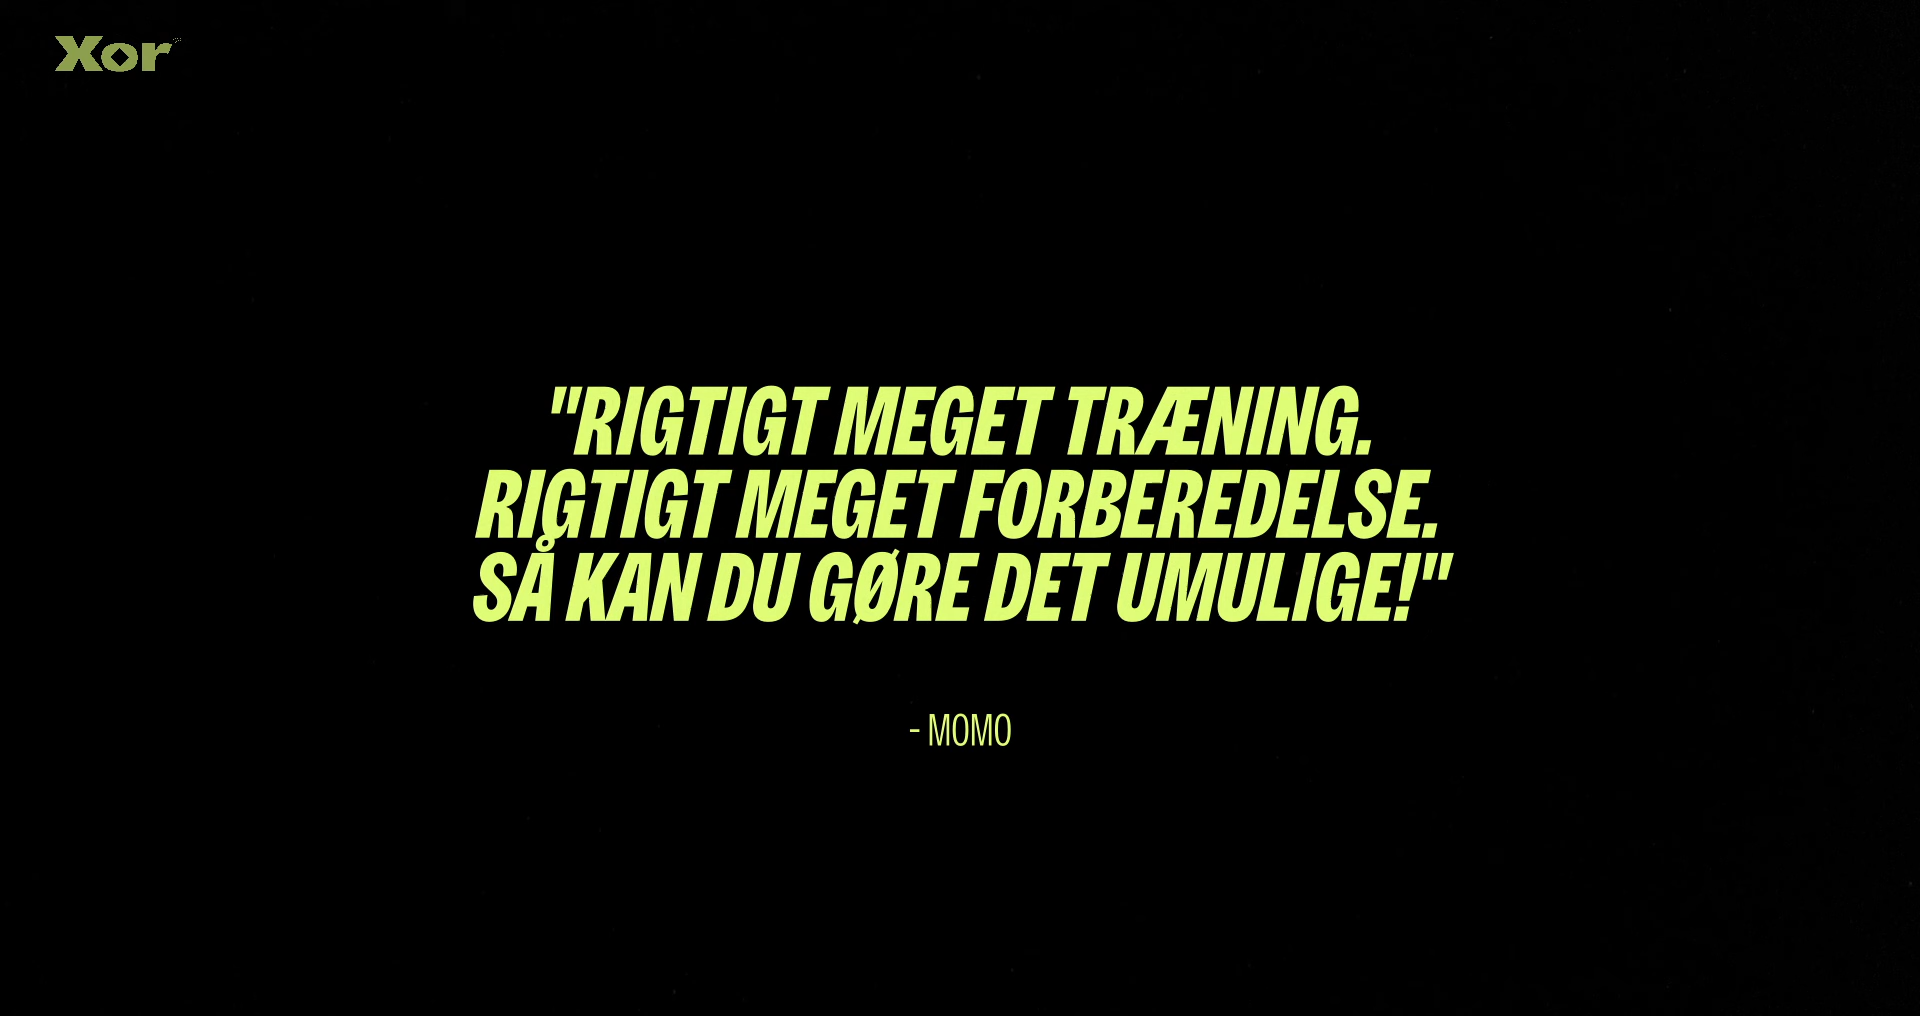 Xor
"RIGTIGT MEGET TRÆNING.
RIGTIGT MEGET FORBEREDELSE.
SÅ KAN DU GØRE DET UMULIGE!"
- MOMO